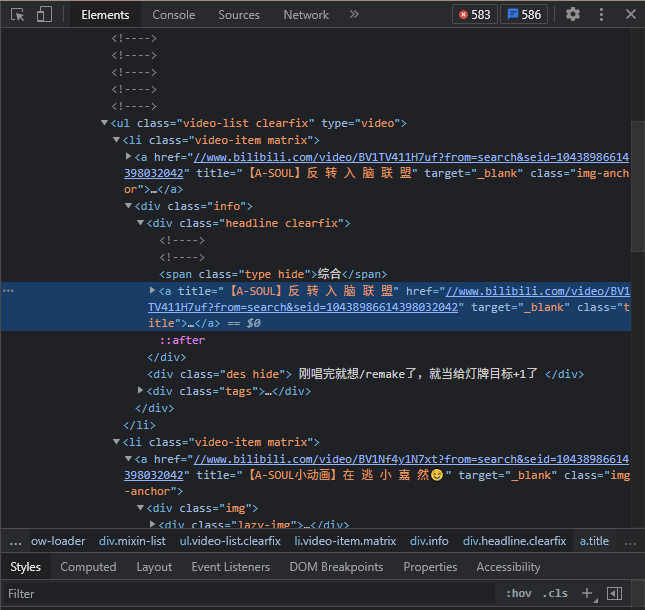 Elements Console Sources Network » 583 586
<!---->
<!---->
<!---->
<!---->
<!---->
<ul class="video-list clearfix" type="video">
<li class="video-item matrix">
<a href="//www.bilibili.com/video/BV1TV411H7uf?from=search&seid=10438986614
398032042" title="【A-SOUL】反 转 入 脑 联 盟" target="_blank" class="img-anch
or">…</a>
<div class="info">
<div class="headline clearfix">
<!---->
<!---->
<span class="type hide">综合</span>
<a title="【A-SOUL】反 转 入 脑 联 盟" href="//www.bilibili.com/video/BV1
TV411H7uf?from=search&seid=10438986614398032042" target="_blank" class="t
itle">…</a> == $0
::after
</div>
<div class="des hide"> 刚唱完就想/remake了，就当给灯牌目标+1了 </div>
<div class="tags">…</div>
</div>
</li>
<li class="video-item matrix">
<a href="//www.bilibili.com/video/BV1Nf4y1N7xt?from=search&seid=10438986614
398032042" title="【A-SOUL小动画】在 逃 小 嘉 然😅" target="_blank" class="img
-anchor">
<div class="img">
<div class="lazy-img">…</div>
… ow-loader div.mixin-list ul.video-list.clearfix li.video-item.matrix div.info div.headline.clearfix a.title …
Styles Computed Layout Event Listeners DOM Breakpoints Properties Accessibility
Filter :hov .cls +